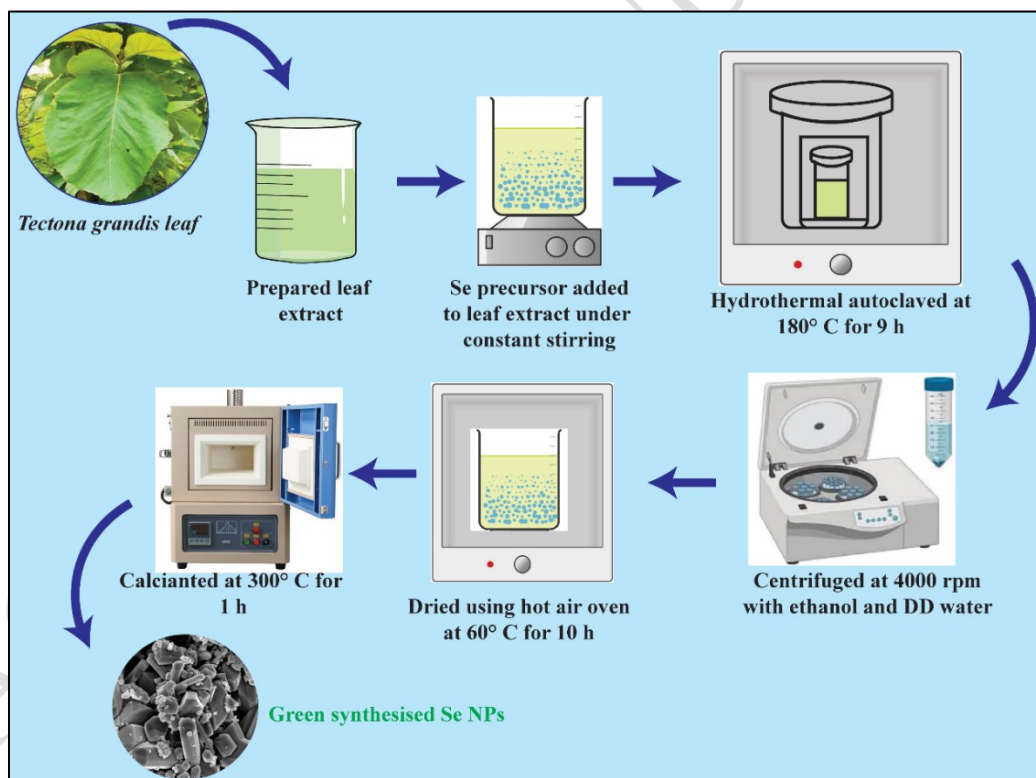 Tectona grandis leaf
Prepared leaf
extract
Se precursor added
to leaf extract under
constant stirring
Hydrothermal autoclaved at
180° C for 9 h
Centrifuged at 4000 rpm
with ethanol and DD water
Dried using hot air oven
at 60° C for 10 h
Calcianted at 300° C for
1 h
Green synthesised Se NPs